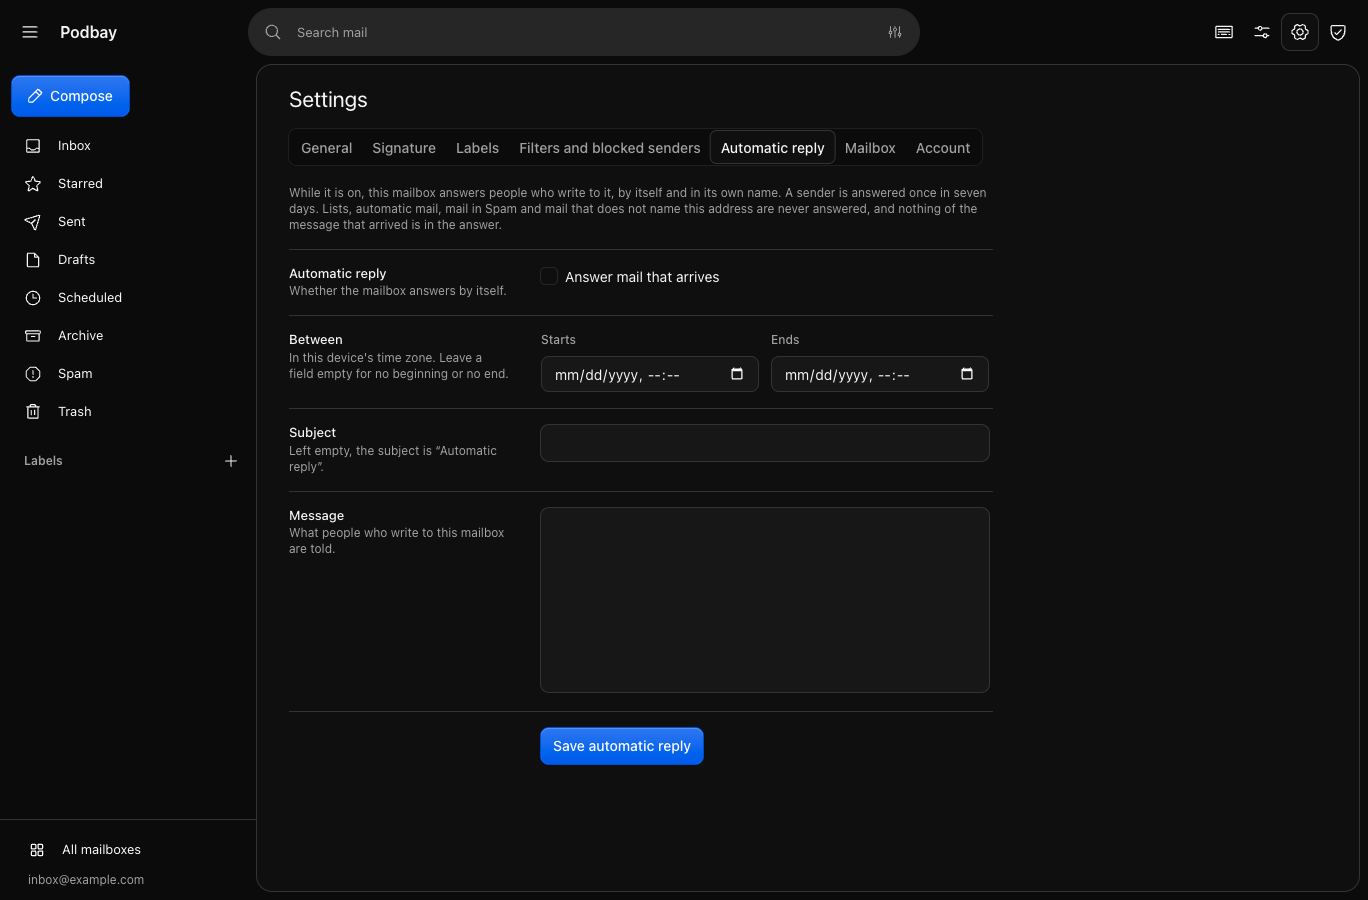 Podbay
Search mail
Compose
Inbox
Starred
Sent
Drafts
Scheduled
Archive
Spam
Trash
Labels
All mailboxes
inbox@example.com
Settings
General Signature Labels Filters and blocked senders Automatic reply Mailbox Account
While it is on, this mailbox answers people who write to it, by itself and in its own name. A sender is answered once in seven
days. Lists, automatic mail, mail in Spam and mail that does not name this address are never answered, and nothing of the
message that arrived is in the answer.
Automatic reply
Whether the mailbox answers by itself.
Answer mail that arrives
Between
In this device's time zone. Leave a
field empty for no beginning or no end.
Starts
mm/dd/yyyy, --:--
Ends
mm/dd/yyyy, --:--
Subject
Left empty, the subject is “Automatic
reply”.
Message
What people who write to this mailbox
are told.
Save automatic reply